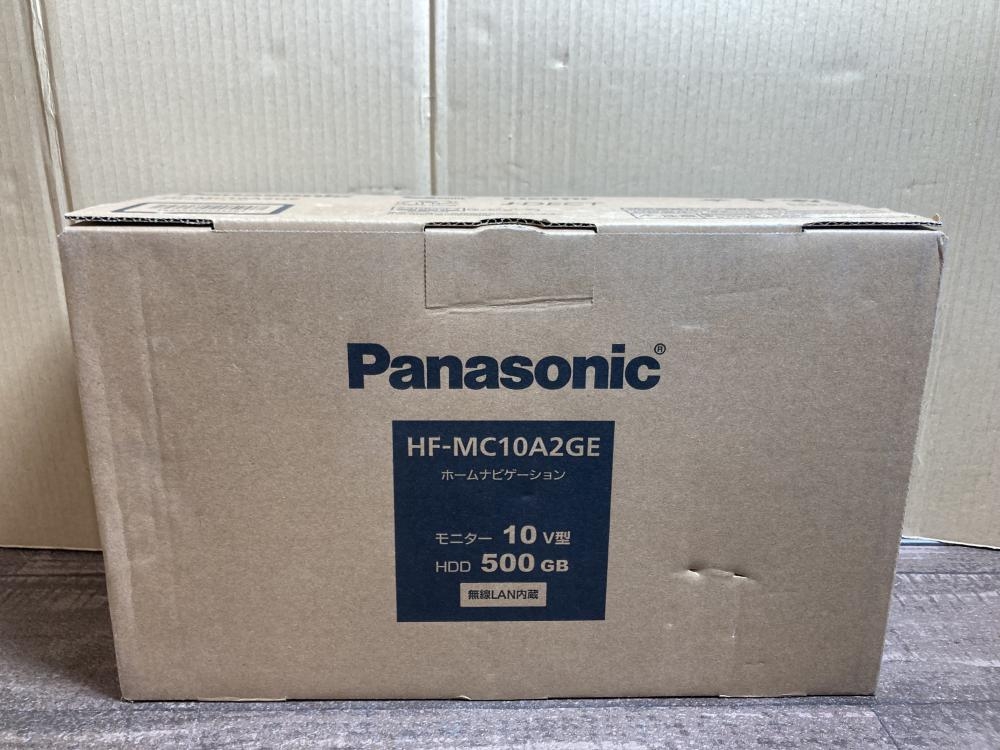 Panasonic®
HF-MC10A2GE
ホームナビゲーション
モニター 10 V型
HDD 500 GB
無線LAN内蔵